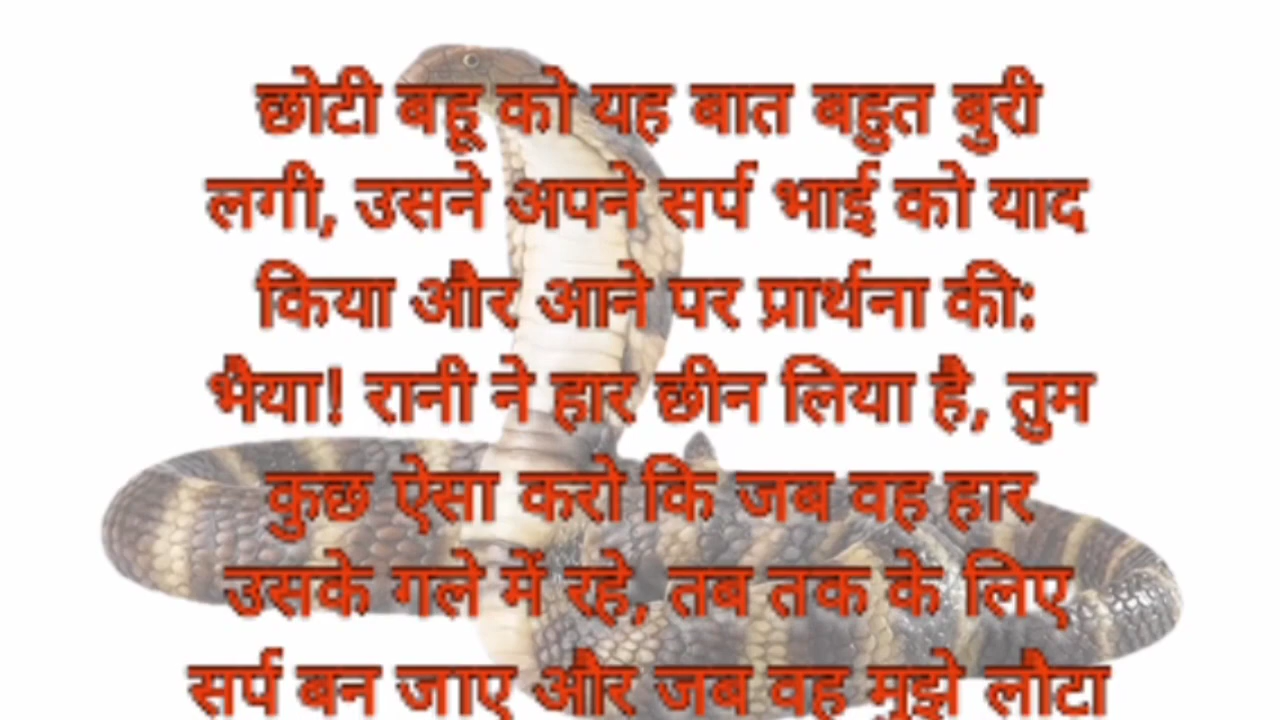 छोटी बहू को यह बात बहुत बुरी
लगी, उसने अपने सर्प भाई को याद
किया और आने पर प्रार्थना की:
भैया! रानी ने हार छीन लिया है, तुम
कुछ ऐसा करो कि जब वह हार
उसके गले में रहे, तब तक के लिए
सर्प बन जाए और जब वह मुझे लौटा